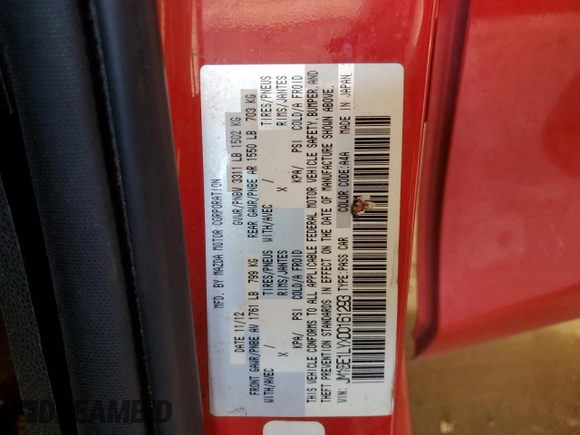 MFD. BY MAZDA MOTOR CORPORATION
DATE 11/12 GVWR/PNBV 3311 LB 1502 KG
FRONT GAWR/PNBE AV 1761 LB 799 KG REAR GAWR/PNBE AR 1550 LB 703 KG
WITH/AVEC TIRES/PNEUS WITH/AVEC TIRES/PNEUS
/ X RIMS/JANTES / X RIMS/JANTES
KPA/ PSI COLD/A FROID KPA/ PSI COLD/A FROID
THIS VEHICLE CONFORMS TO ALL APPLICABLE FEDERAL MOTOR VEHICLE SAFETY, BUMPER, AND
THEFT PREVENTION STANDARDS IN EFFECT ON THE DATE OF MANUFACTURE SHOWN ABOVE.
VIN: JM1DE1LYXD0161293 TYPE:PASS CAR COLOR CODE:A4A MADE IN JAPAN